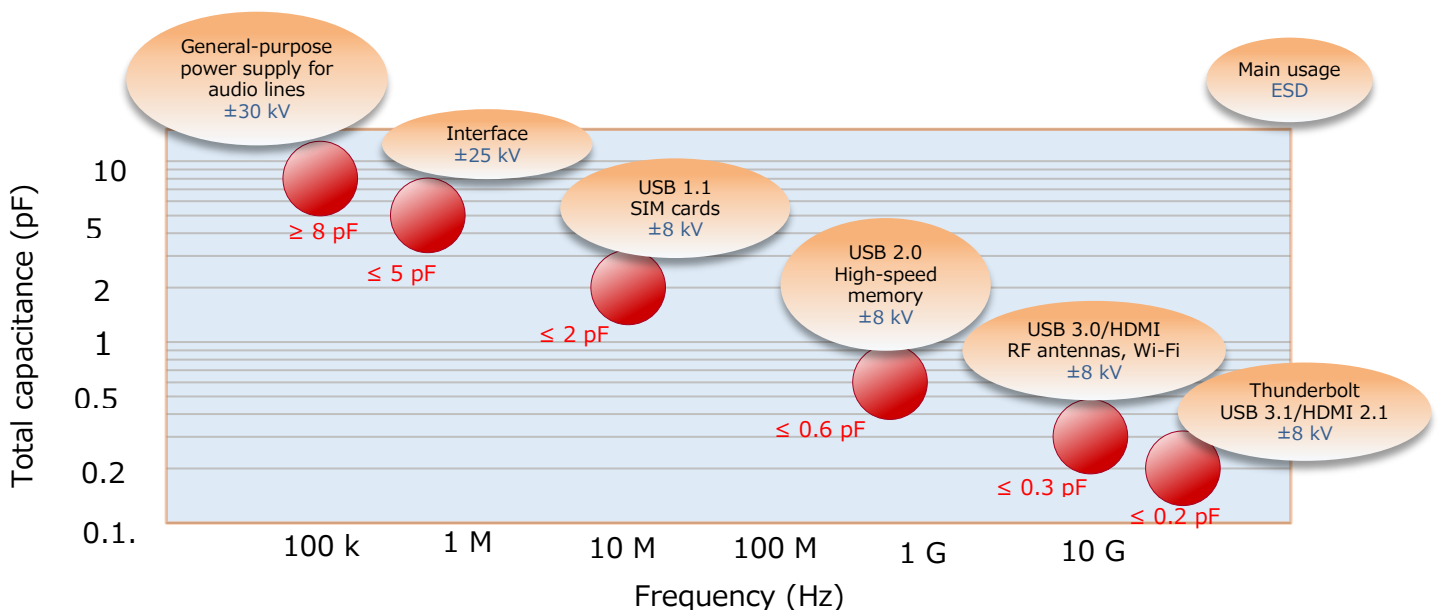 General-purpose
power supply for
audio lines
±30 kV
Main usage
ESD
Interface
±25 kV
USB 1.1
SIM cards
±8 kV
USB 2.0
High-speed
memory
±8 kV
USB 3.0/HDMI
RF antennas, Wi-Fi
±8 kV
Thunderbolt
USB 3.1/HDMI 2.1
±8 kV
≥ 8 pF
≤ 5 pF
≤ 2 pF
≤ 0.6 pF
≤ 0.3 pF
≤ 0.2 pF
Total capacitance (pF)
10
5
2
1
0.5
0.2
0.1.
100 k
1 M
10 M
100 M
1 G
10 G
Frequency (Hz)